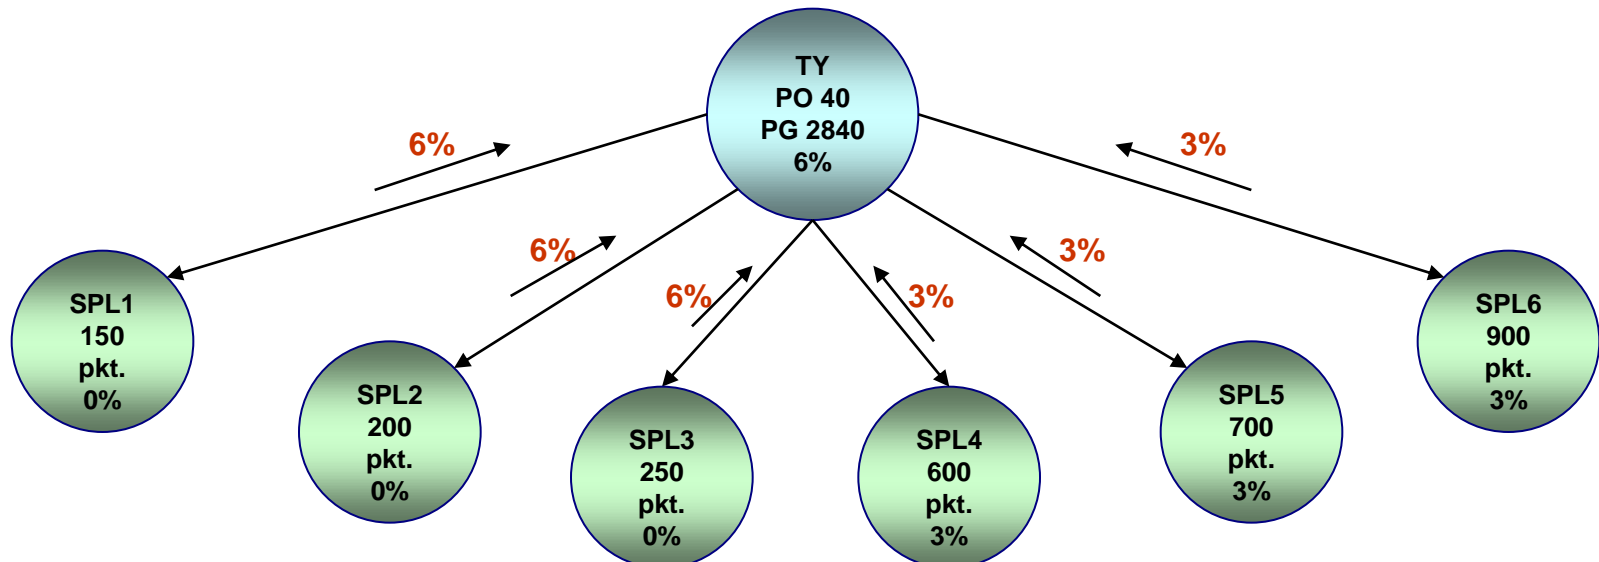 TY
PO 40
PG 2840
6%
6%
3%
6%
3%
6%
3%
SPL1
150
pkt.
0%
SPL2
200
pkt.
0%
SPL3
250
pkt.
0%
SPL4
600
pkt.
3%
SPL5
700
pkt.
3%
SPL6
900
pkt.
3%